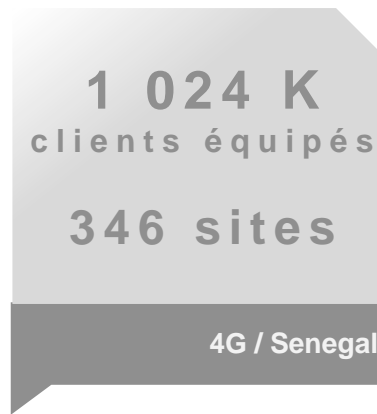 1 024 K
clients équipés
346 sites
4G / Senegal